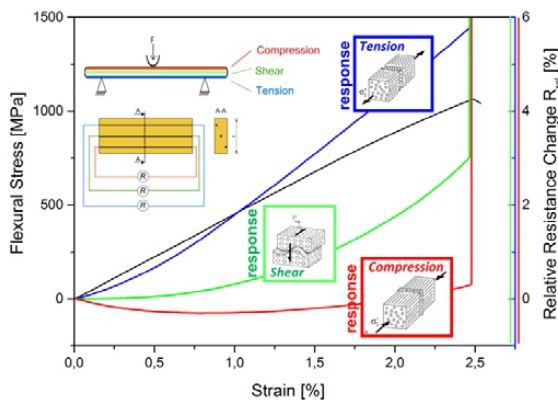 1500
1000
500
0
Flexural Stress [MPa]
F
Compression
Shear
Tension
A
A-A
A
R
R
R
response
Tension
response
Shear
response
Compression
6
4
2
0
Relative Resistance Change R
[%]
0,0
0,5
1,0
1,5
2,0
2,5
Strain [%]